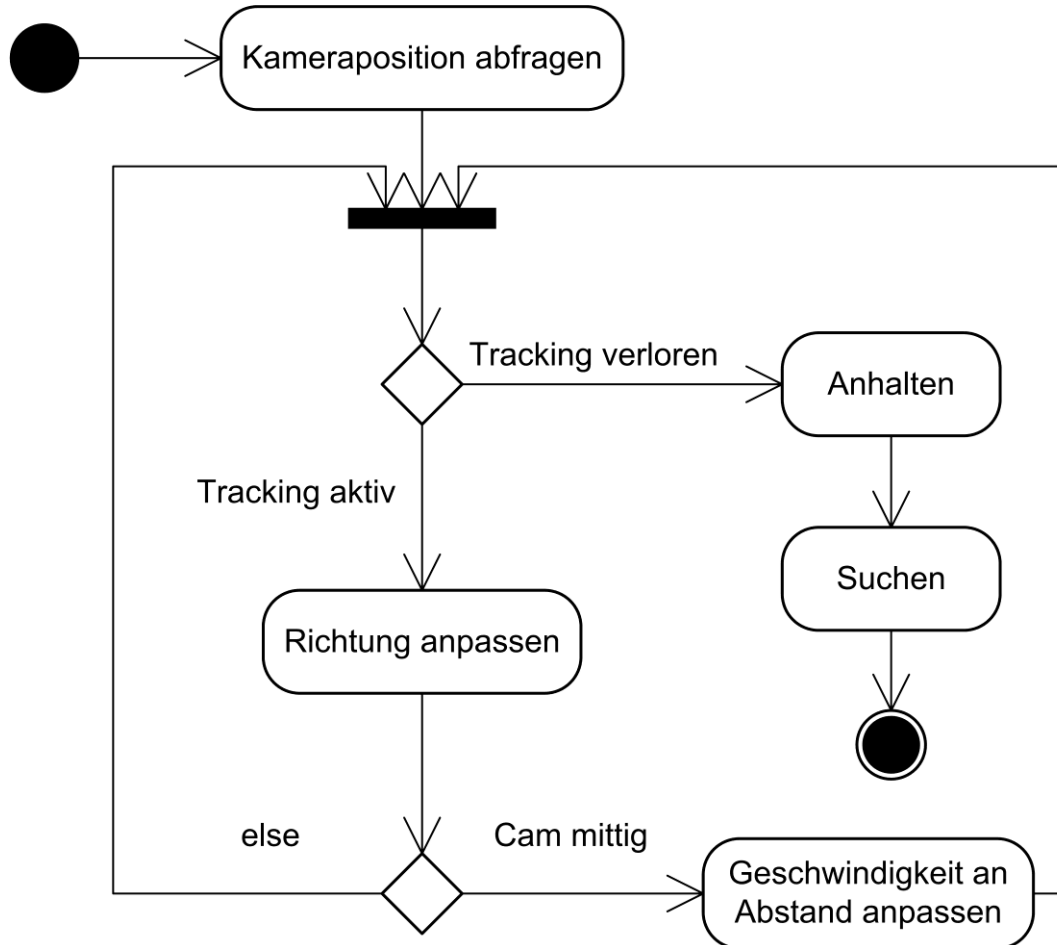 Kameraposition abfragen
Tracking verloren
Anhalten
Tracking aktiv
Suchen
Richtung anpassen
else
Cam mittig
Geschwindigkeit an
Abstand anpassen